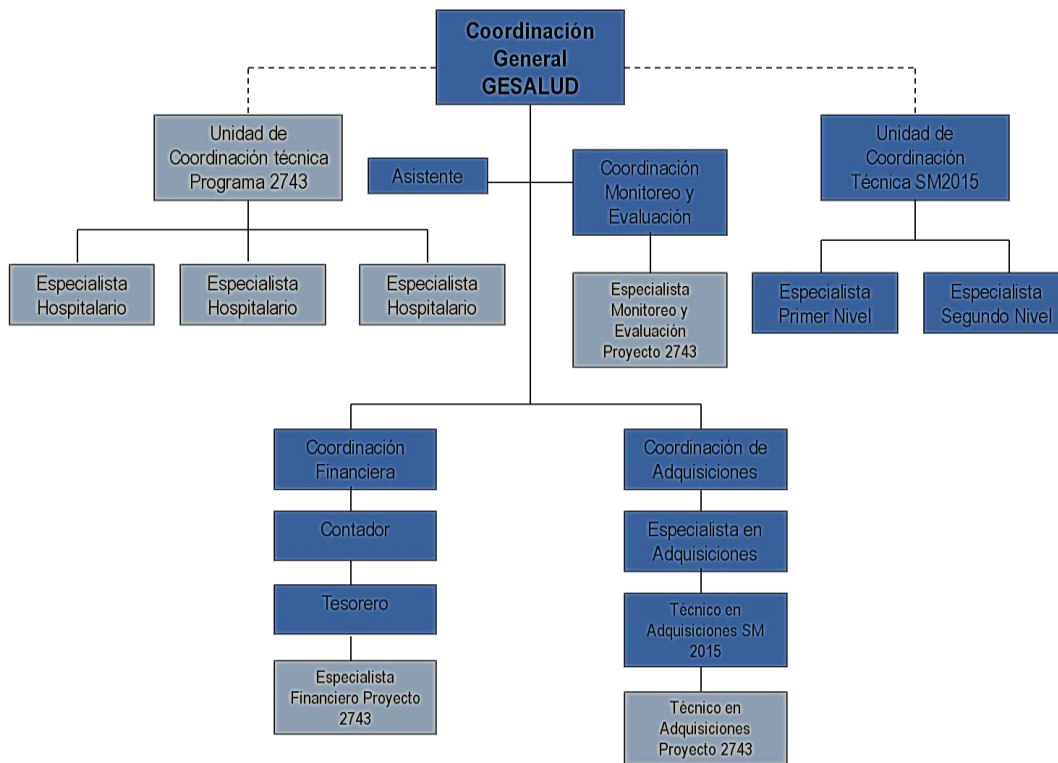 Coordinación
General
GESALUD
Unidad de
Coordinación técnica
Programa 2743
Asistente
Coordinación
Monitoreo y
Evaluación
Unidad de
Coordinación
Técnica SM2015
Especialista
Hospitalario
Especialista
Hospitalario
Especialista
Hospitalario
Especialista
Monitoreo y
Evaluación
Proyecto 2743
Especialista
Primer Nivel
Especialista
Segundo Nivel
Coordinación
Financiera
Coordinación de
Adquisiciones
Contador
Especialista en
Adquisiciones
Tesorero
Técnico en
Adquisiciones SM
2015
Especialista
Financiero Proyecto
2743
Técnico en
Adquisiciones
Proyecto 2743